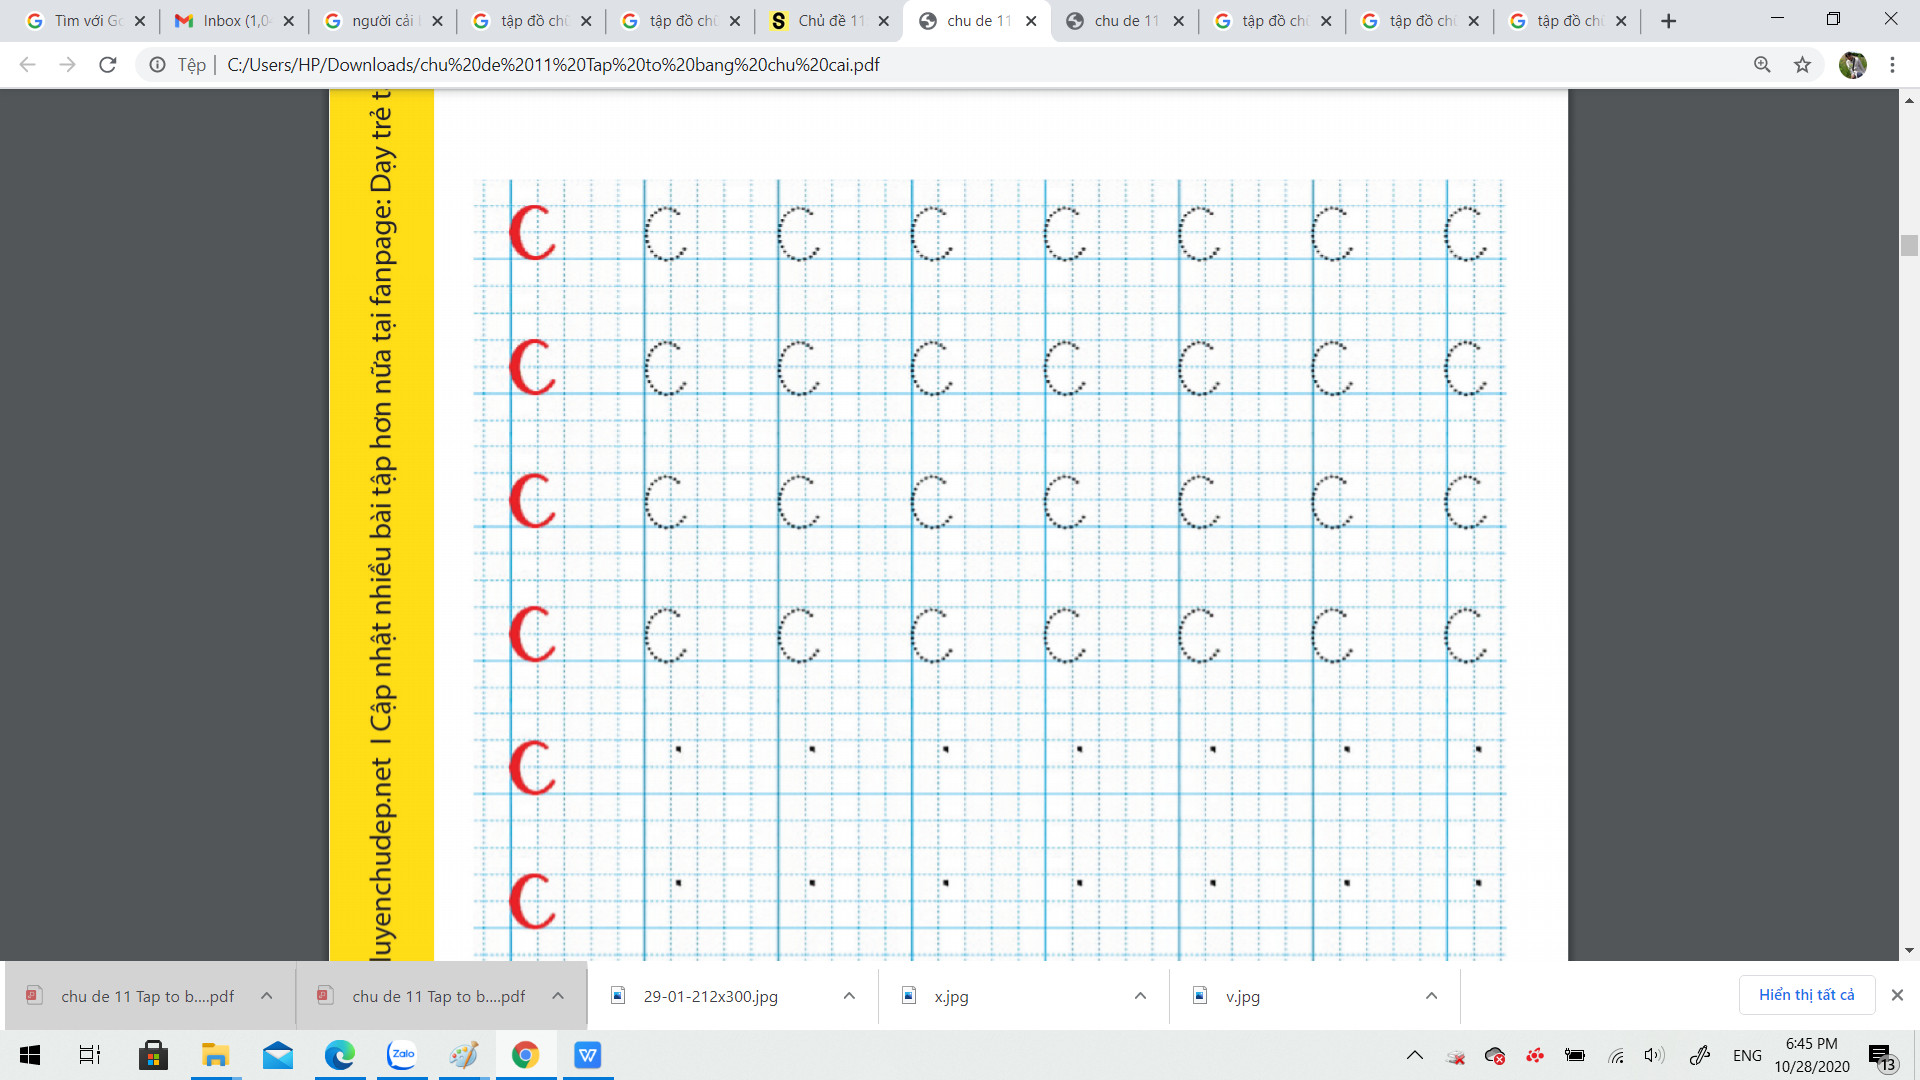 Tìm với Go
Inbox (1,0
người cải
tập đồ chữ
tập đồ chữ
Chủ đề 11
chu de 11
chu de 11
tập đồ chữ
tập đồ chữ
tập đồ chữ
Tệp
C:/Users/HP/Downloads/chu%20de%2011%20Tap%20to%20bang%20chu%20cai.pdf
luyenchudep.net I Cập nhật nhiều bài tập hơn nữa tại fanpage: Dạy trẻ t
C C C C C C C C
C C C C C C C C
C C C C C C C C
C C C C C C C C
C
C
chu de 11 Tap to b....pdf
chu de 11 Tap to b....pdf
29-01-212x300.jpg
x.jpg
v.jpg
Hiển thị tất cả
Zalo
W
ENG
6:45 PM
10/28/2020
13